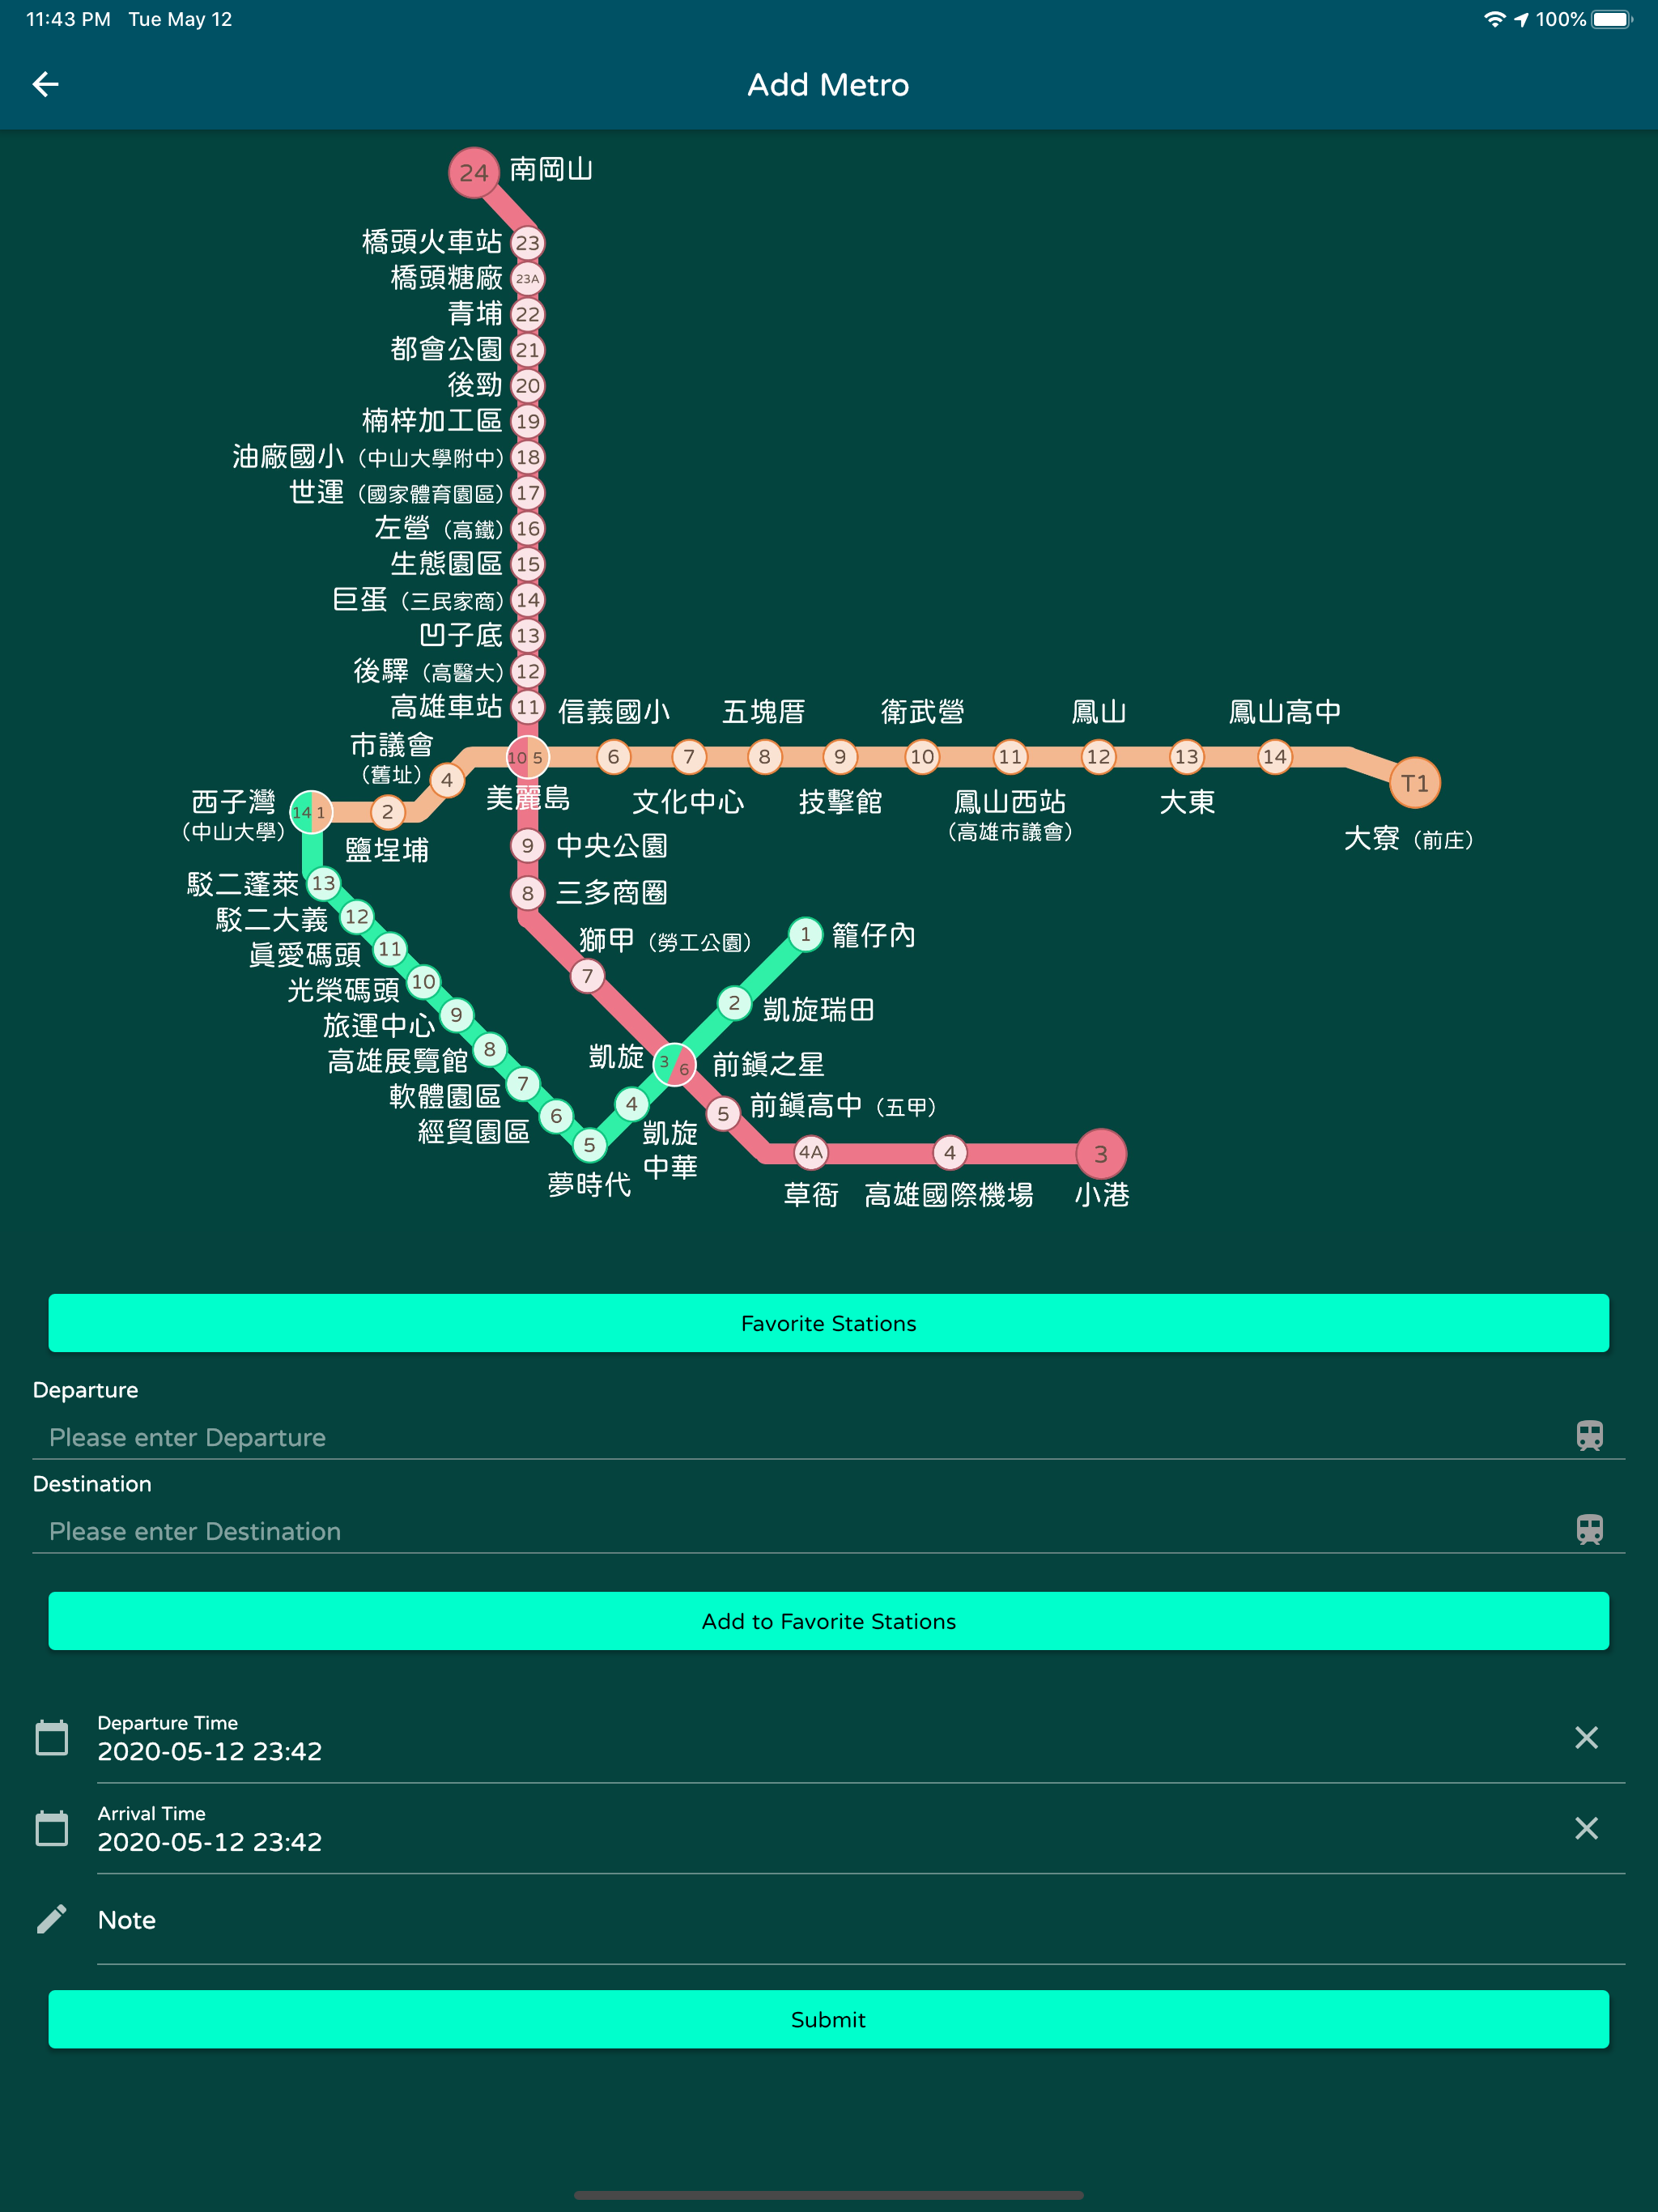 11:43 PM Tue May 12
100%
Add Metro
24 南岡山
橋頭火車站 23
橋頭糖廠 23A
青埔 22
都會公園 21
後勁 20
楠梓加工區 19
油廠國小（中山大學附中） 18
世運（國家體育園區） 17
左營（高鐵） 16
生態園區 15
巨蛋（三民家商） 14
凹子底 13
後驛（高醫大） 12
高雄車站 11
信義國小 五塊厝 衛武營 鳳山 鳳山高中
市議會
（舊址）
4
10 5 6 7 8 9 10 11 12 13 14 T1
美麗島 文化中心 技擊館 鳳山西站 大東
（高雄市議會）
大寮（前庄）
西子灣
（中山大學）
14 1 2
鹽埕埔
9 中央公園
8 三多商圈
駁二蓬萊 13
駁二大義 12
真愛碼頭 11
光榮碼頭 10
旅運中心 9
高雄展覽館 8
軟體園區 7
經貿園區 6
5
夢時代
獅甲（勞工公園）
7
1 籠仔內
2 凱旋瑞田
凱旋 3 6 前鎮之星
4
凱旋
中華
5 前鎮高中（五甲）
4A 4 3
草衙 高雄國際機場 小港
Favorite Stations
Departure
Please enter Departure
Destination
Please enter Destination
Add to Favorite Stations
Departure Time
2020-05-12 23:42
Arrival Time
2020-05-12 23:42
Note
Submit